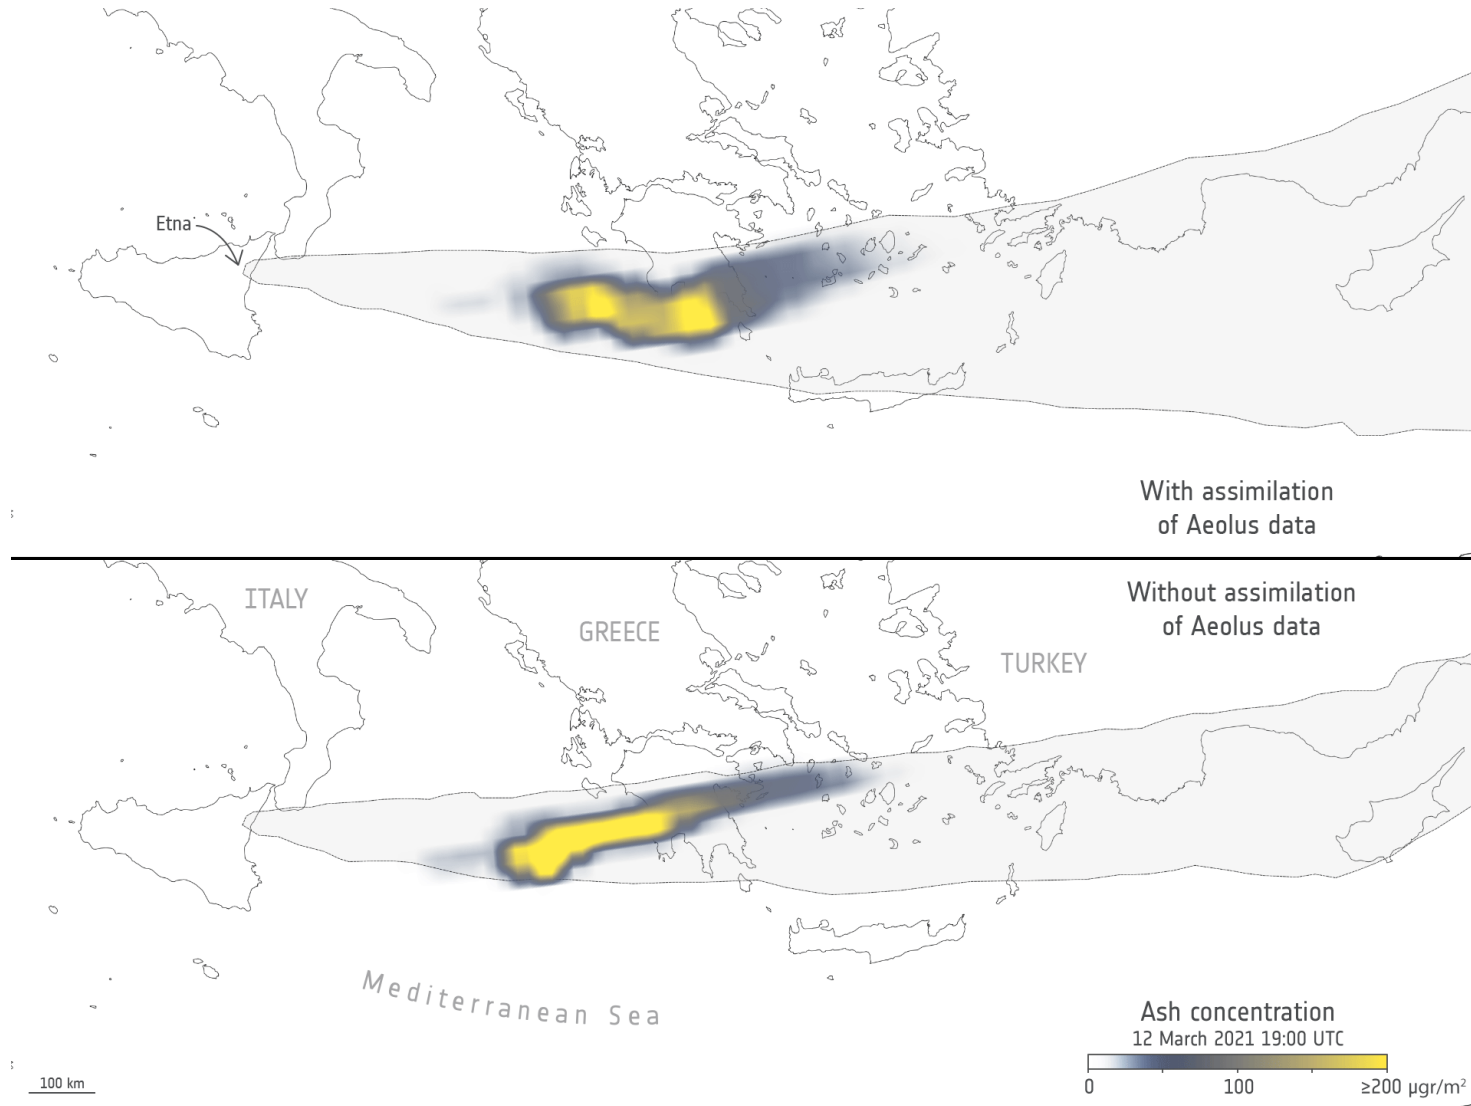 Etna
With assimilation
of Aeolus data
ITALY
GREECE
TURKEY
Without assimilation
of Aeolus data
Mediterranean Sea
Ash concentration
12 March 2021 19:00 UTC
0 100 ≥200 µgr/m²
100 km